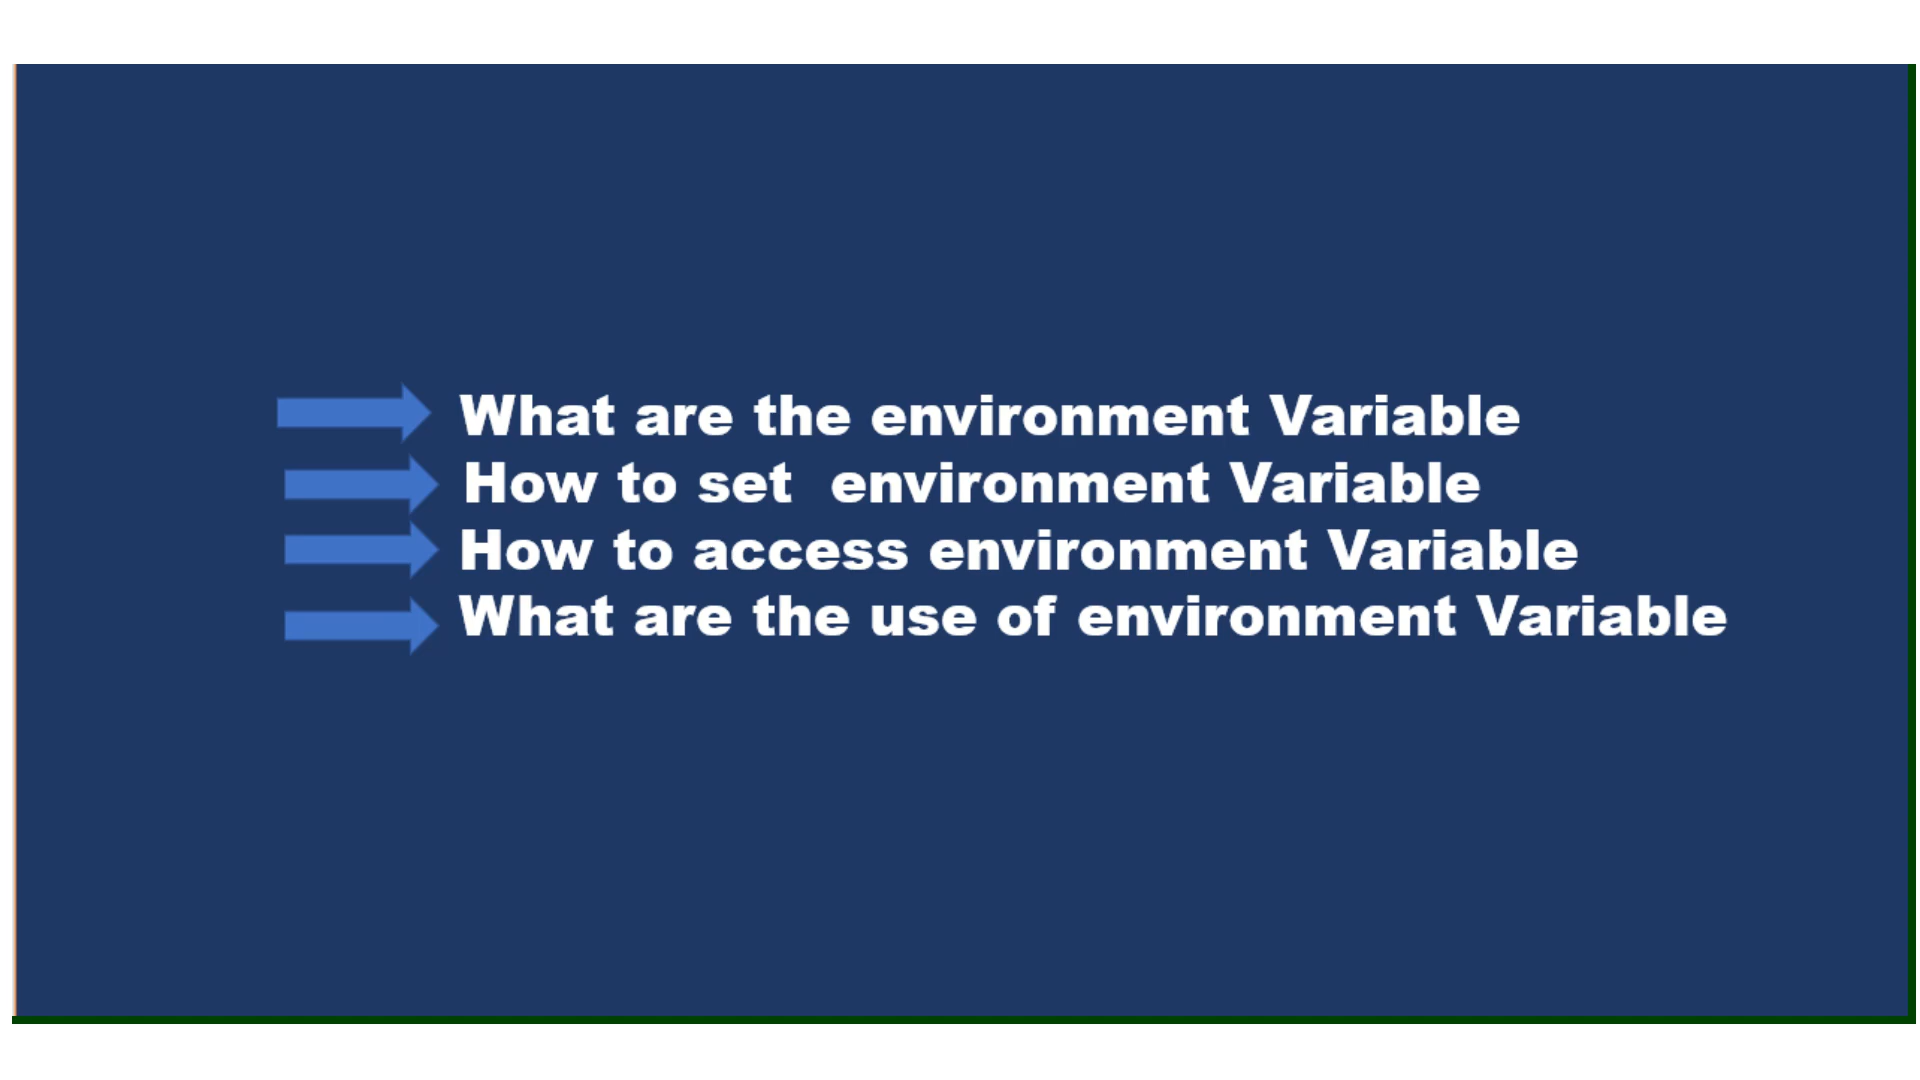 What are the environment Variable
How to set  environment Variable
How to access environment Variable
What are the use of environment Variable